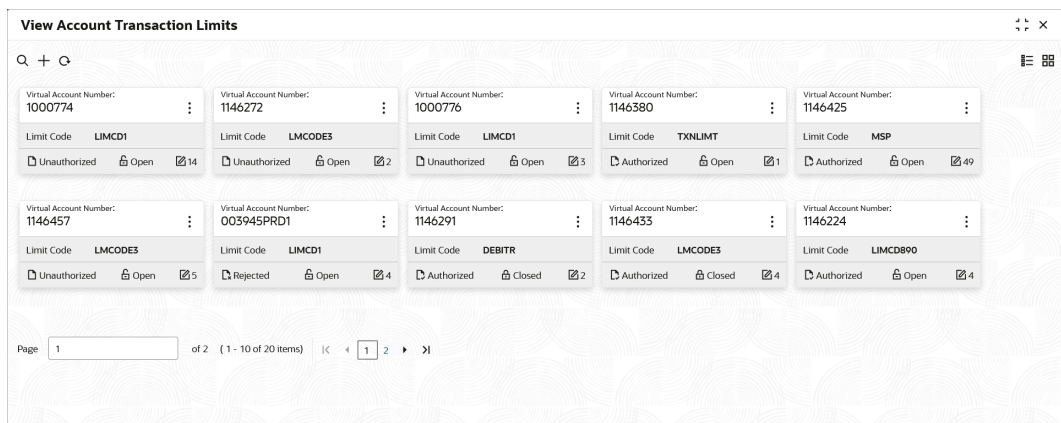 View Account Transaction Limits
Virtual Account Number:
1000774
Limit Code LIMCD1
Unauthorized Open 14
Virtual Account Number:
1146272
Limit Code LMCODE3
Unauthorized Open 2
Virtual Account Number:
1000776
Limit Code LIMCD1
Unauthorized Open 3
Virtual Account Number:
1146380
Limit Code TXNLIMT
Authorized Open 1
Virtual Account Number:
1146425
Limit Code MSP
Authorized Open 49
Virtual Account Number:
1146457
Limit Code LMCODE3
Unauthorized Open 5
Virtual Account Number:
003945PRD1
Limit Code LIMCD1
Rejected Open 4
Virtual Account Number:
1146291
Limit Code DEBITR
Authorized Closed 2
Virtual Account Number:
1146433
Limit Code LMCODE3
Authorized Closed 4
Virtual Account Number:
1146224
Limit Code LIMCD890
Authorized Open 4
Page 1 of 2 ( 1 - 10 of 20 items) 1 2